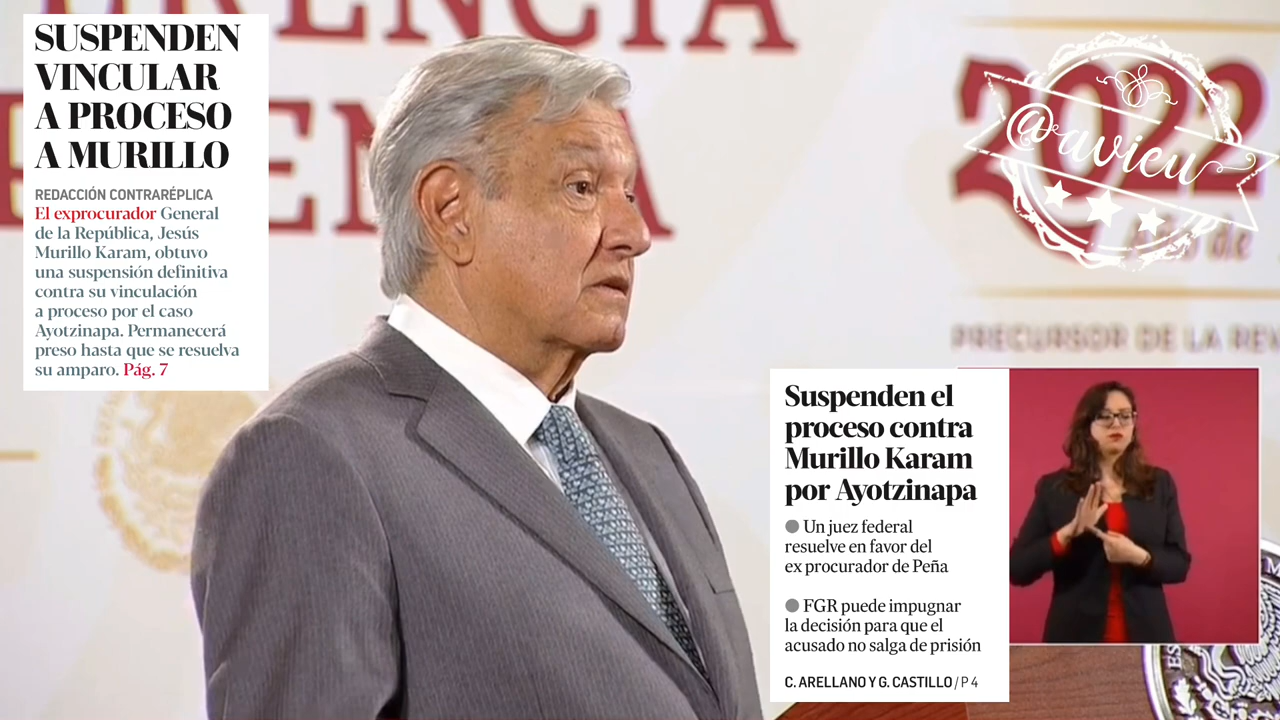 SUSPENDEN
VINCULAR
A PROCESO
A MURILLO
REDACCIÓN CONTRARÉPLICA
El exprocurador General
de la República, Jesús
Murillo Karam, obtuvo
una suspensión definitiva
contra su vinculación
a proceso por el caso
Ayotzinapa. Permanecerá
preso hasta que se resuelva
su amparo. Pág. 7
2022
@avieu
PRECURSOR DE LA REV
Suspenden el
proceso contra
Murillo Karam
por Ayotzinapa
● Un juez federal
resuelve en favor del
ex procurador de Peña
● FGR puede impugnar
la decisión para que el
acusado no salga de prisión
C. ARELLANO Y G. CASTILLO / P 4